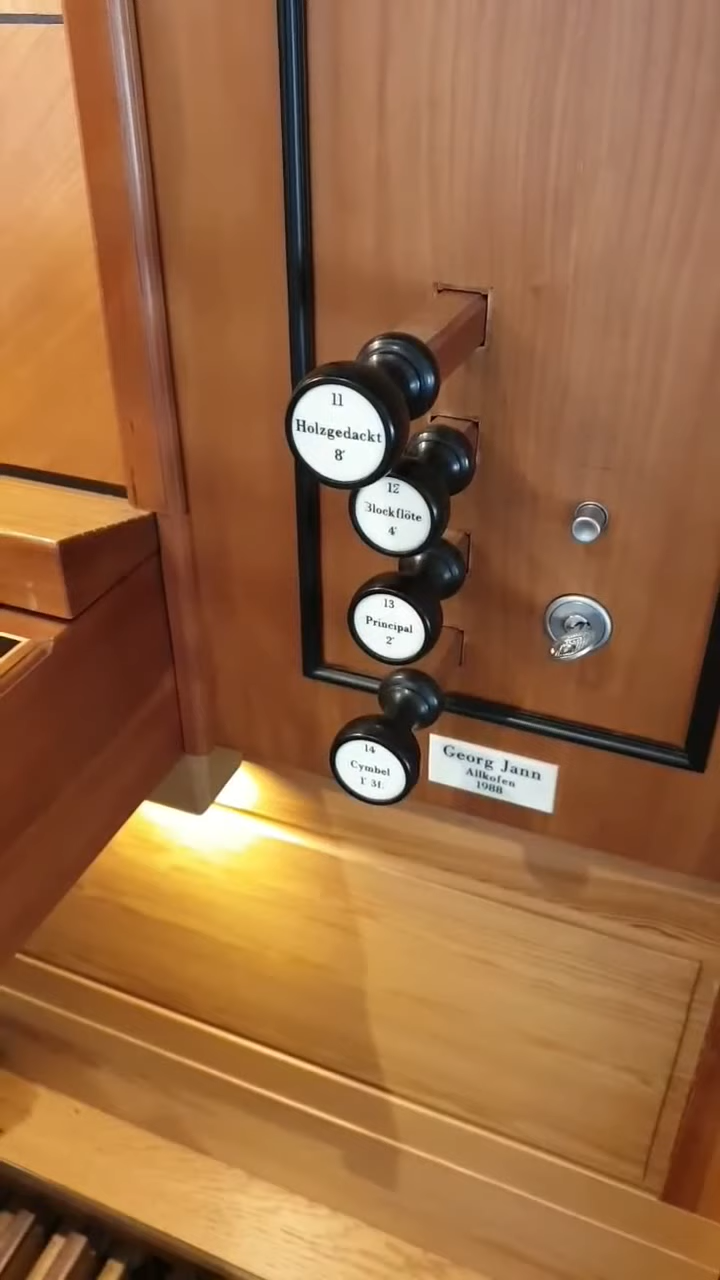 11
Holzgedackt
8'
12
Blockflöte
4'
13
Principal
2'
14
Cymbel
1' 3f.
Georg Jann
Allkofen
1988